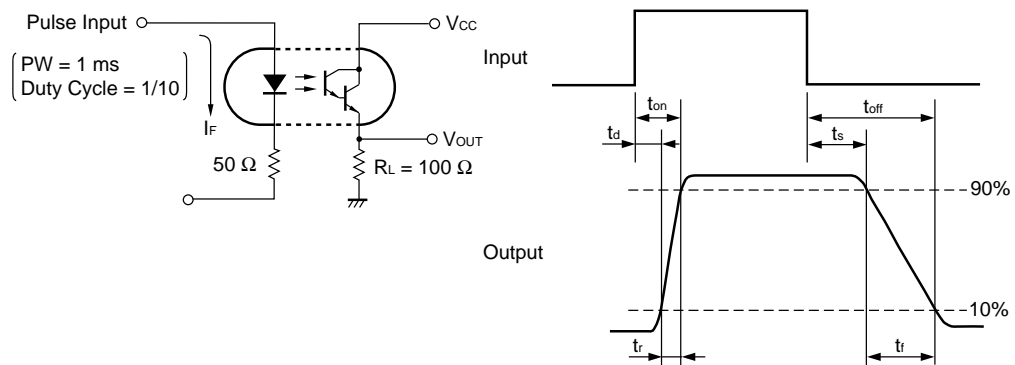 Pulse Input
PW = 1 ms
Duty Cycle = 1/10
IF
50 Ω
VCC
VOUT
RL = 100 Ω
Input
ton
toff
td
ts
90%
Output
10%
tr
tf